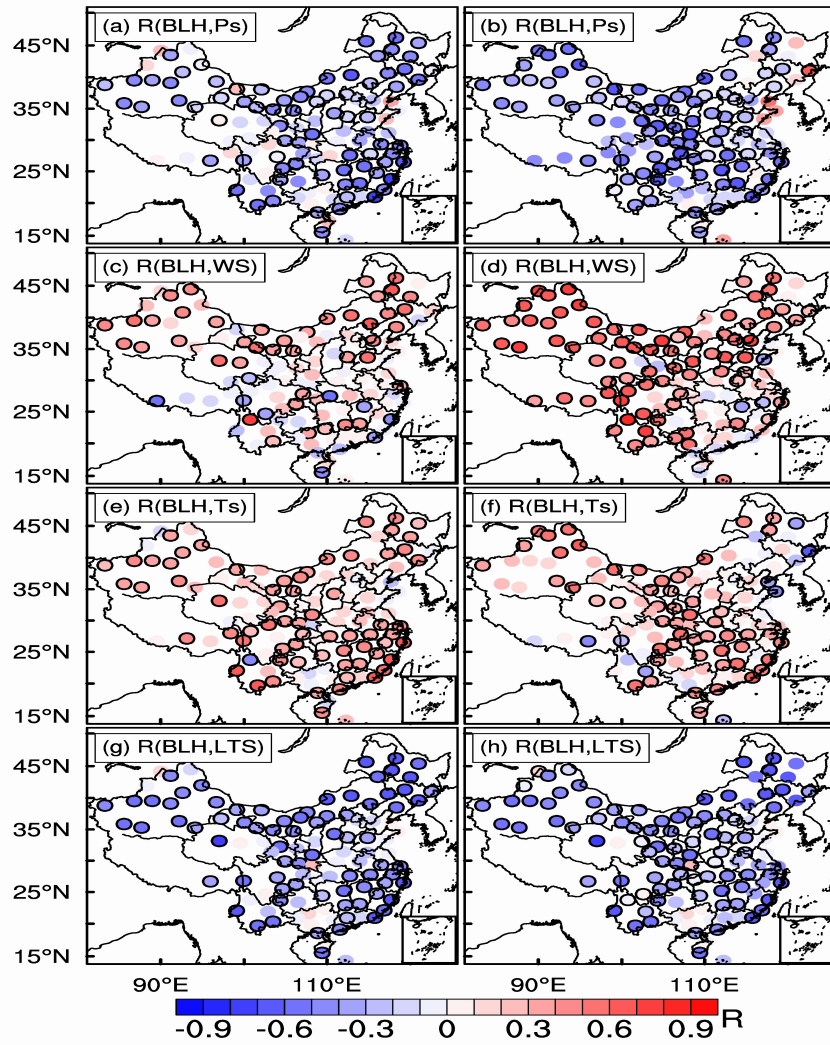 (a) R(BLH,Ps)
(b) R(BLH,Ps)
45°N
35°N
25°N
15°N
(c) R(BLH,WS)
(d) R(BLH,WS)
45°N
35°N
25°N
15°N
(e) R(BLH,Ts)
(f) R(BLH,Ts)
45°N
35°N
25°N
15°N
(g) R(BLH,LTS)
(h) R(BLH,LTS)
45°N
35°N
25°N
15°N
90°E 110°E 90°E 110°E
-0.9 -0.6 -0.3 0 0.3 0.6 0.9 R